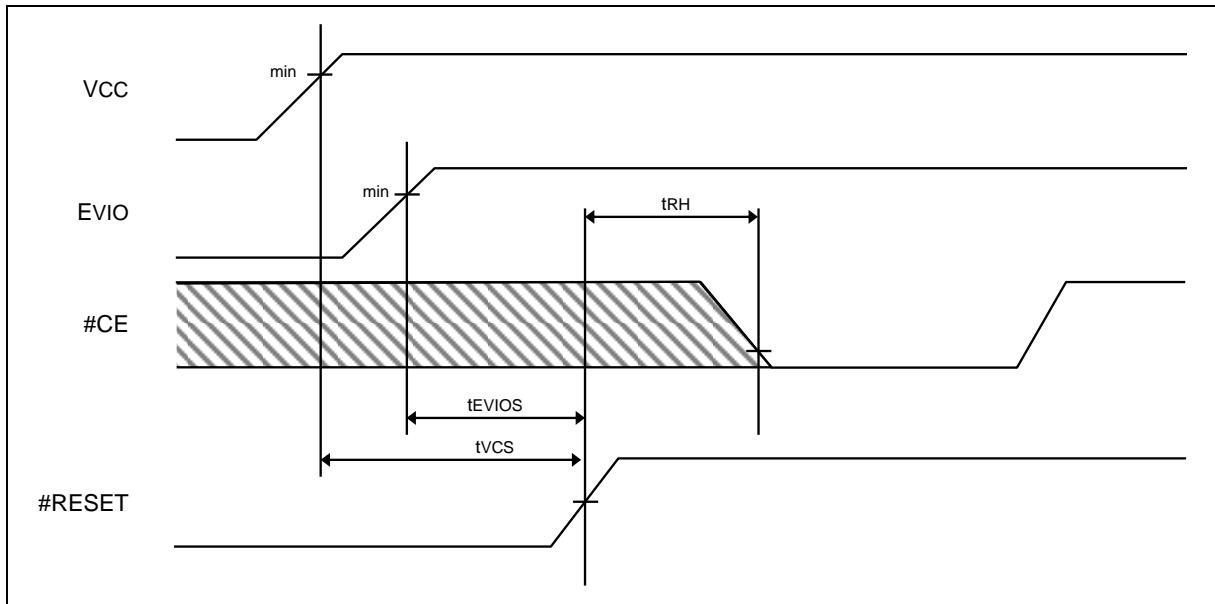 min
VCC
min
EVIO
tRH
#CE
tEVIOS
tVCS
#RESET